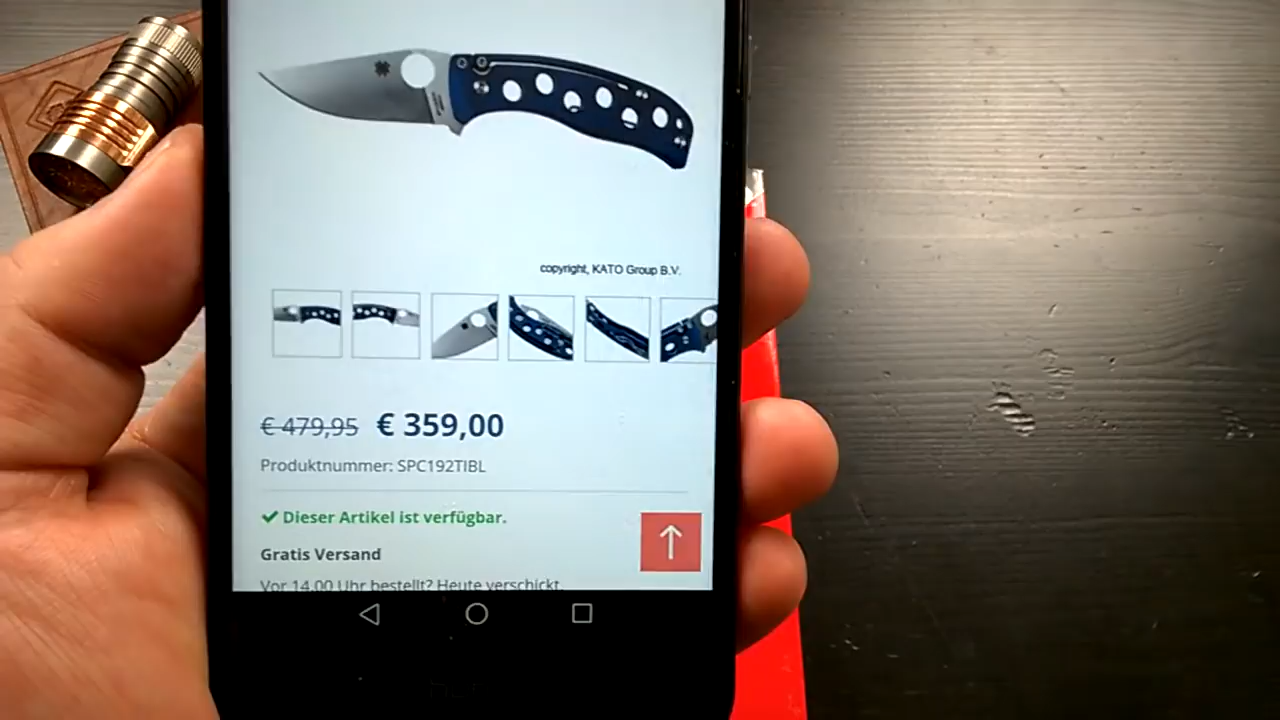 copyright, KATO Group B.V.
€ 479,95 € 359,00
Produktnummer: SPC192TIBL
Dieser Artikel ist verfügbar.
Gratis Versand
Vor 14.00 Uhr bestellt? Heute verschickt.